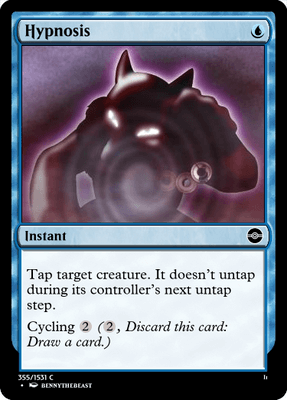 Hypnosis
Instant
Tap target creature. It doesn't untap
during its controller's next untap
step.
Cycling 2 (2, Discard this card:
Draw a card.)
355/1531 C
BENNYTHEBEAST